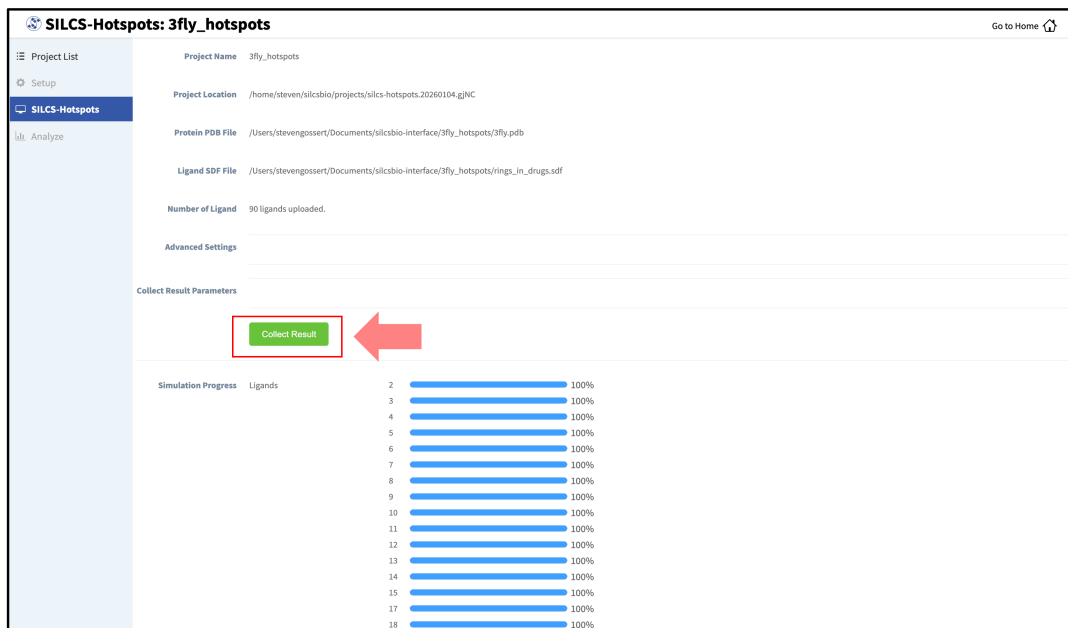 SILCS-Hotspots: 3fly_hotspots
Go to Home
Project List
Setup
SILCS-Hotspots
Analyze
Project Name 3fly_hotspots
Project Location /home/steven/silcsbio/projects/silcs-hotspots.20260104.gjNC
Protein PDB File /Users/stevengossert/Documents/silcsbio-interface/3fly_hotspots/3fly.pdb
Ligand SDF File /Users/stevengossert/Documents/silcsbio-interface/3fly_hotspots/rings_in_drugs.sdf
Number of Ligand 90 ligands uploaded.
Advanced Settings
Collect Result Parameters
Collect Result
Simulation Progress Ligands 2 100%
3 100%
4 100%
5 100%
6 100%
7 100%
8 100%
9 100%
10 100%
11 100%
12 100%
13 100%
14 100%
15 100%
17 100%
18 100%